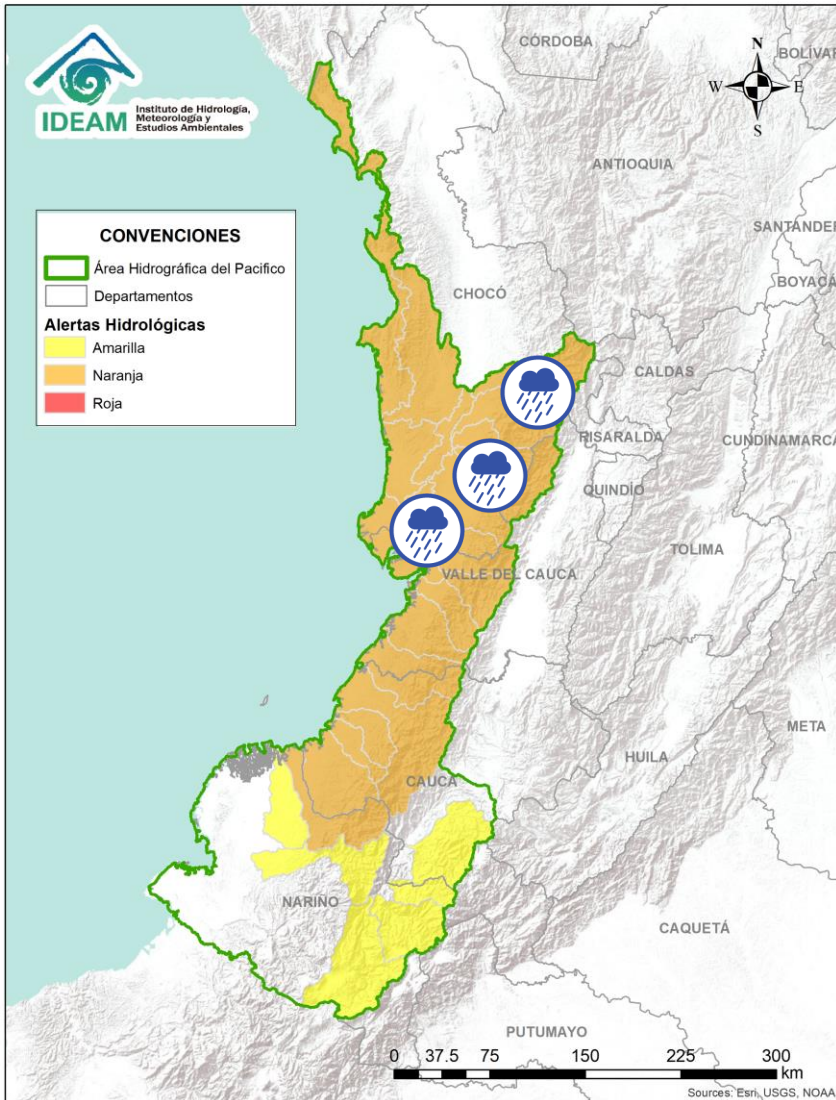 IDEAM
Instituto de Hidrología,
Meteorología y
Estudios Ambientales
N
W
E
S
CÓRDOBA
BOLÍVAR
ANTIOQUIA
SANTANDER
BOYACÁ
CONVENCIONES
Área Hidrográfica del Pacifico
Departamentos
Alertas Hidrológicas
Amarilla
Naranja
Roja
CHOCÓ
CALDAS
RISARALDA
CUNDINAMARCA
QUINDÍO
TOLIMA
VALLE DEL CAUCA
META
HUILA
CAUCA
NARIÑO
CAQUETÁ
PUTUMAYO
0 37.5 75 150 225 300
km
Sources: Esri, USGS, NOAA